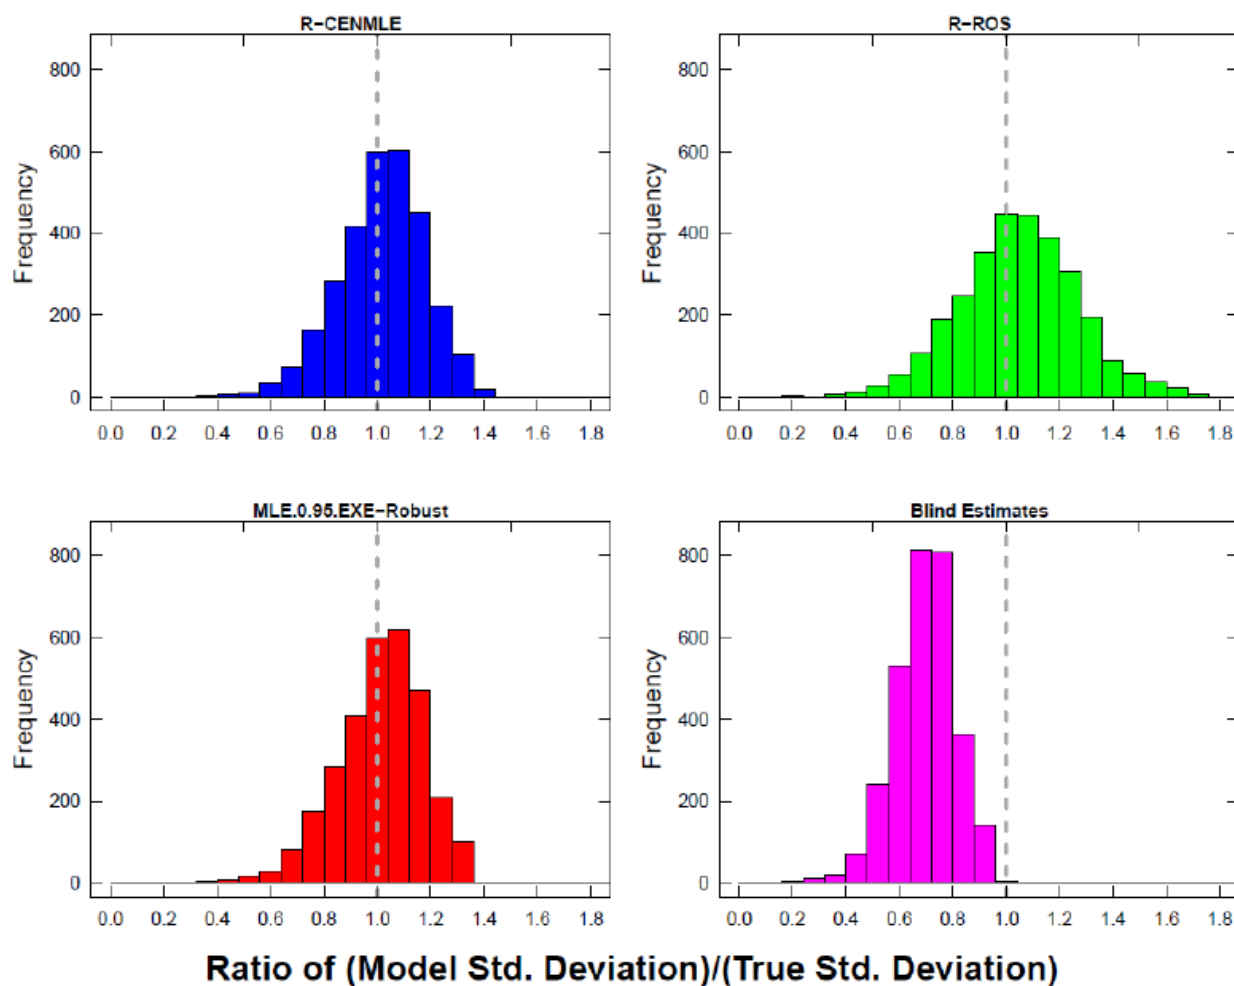 R-CENMLE
R-ROS
Frequency
800
600
400
200
0
0.0 0.2 0.4 0.6 0.8 1.0 1.2 1.4 1.6 1.8
Frequency
800
600
400
200
0
0.0 0.2 0.4 0.6 0.8 1.0 1.2 1.4 1.6 1.8
MLE.0.95.EXE-Robust
Blind Estimates
Frequency
800
600
400
200
0
0.0 0.2 0.4 0.6 0.8 1.0 1.2 1.4 1.6 1.8
Frequency
800
600
400
200
0
0.0 0.2 0.4 0.6 0.8 1.0 1.2 1.4 1.6 1.8
Ratio of (Model Std. Deviation)/(True Std. Deviation)